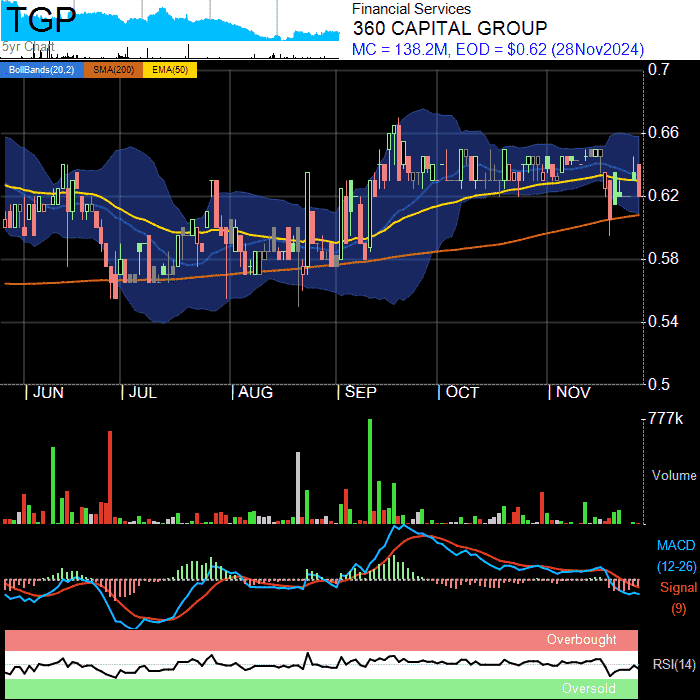 TGP
5yr Chart
Financial Services
360 CAPITAL GROUP
MC = 138.2M, EOD = $0.62 (28Nov2024)
BollBands(20,2) SMA(200) EMA(50)
0.7
0.66
0.62
0.58
0.54
0.5
JUN JUL AUG SEP OCT NOV
777k
Volume
MACD
(12-26)
Signal
(9)
Overbought
RSI(14)
Oversold